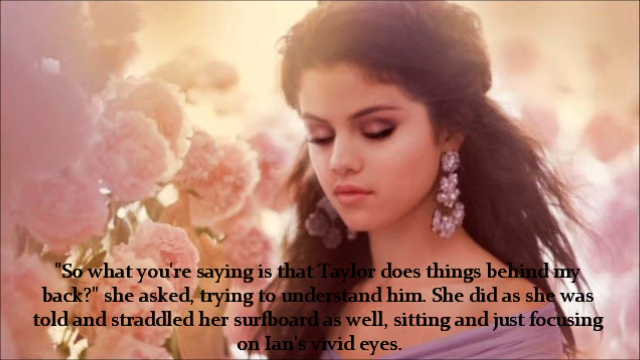 "So what you're saying is that Taylor does things behind my
back?" she asked, trying to understand him. She did as she was
told and straddled her surfboard as well, sitting and just focusing
on Ian's vivid eyes.